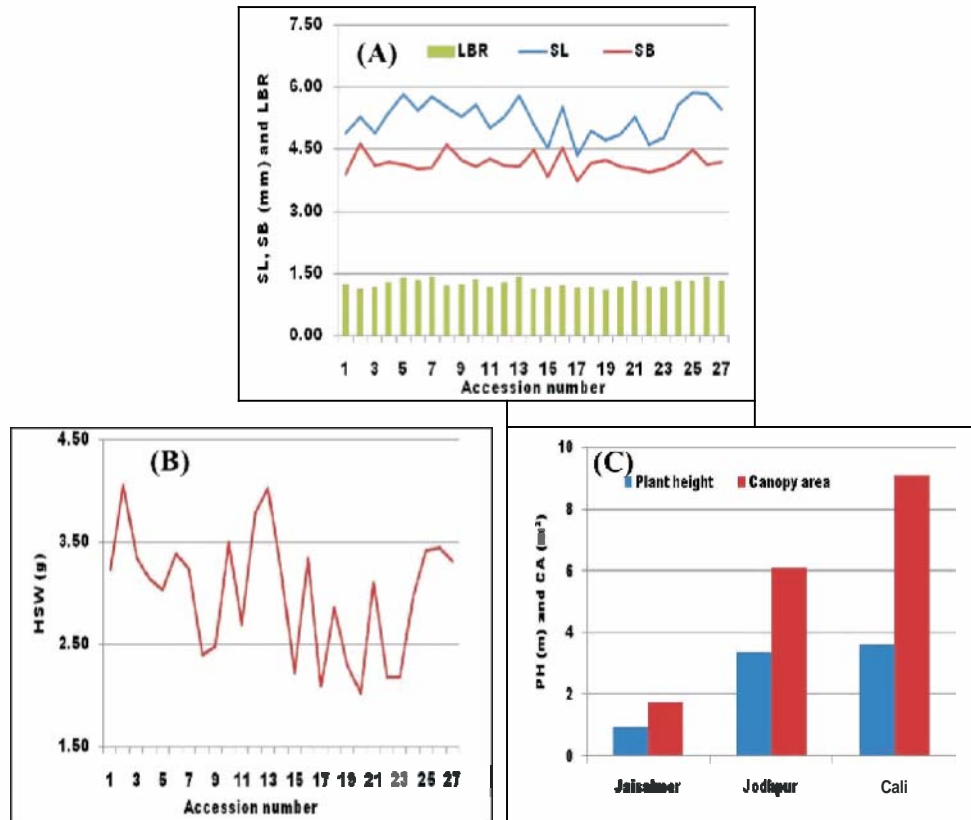 (A)
LBR SL SB
SL, SB (mm) and LBR
7.50
6.00
4.50
3.00
1.50
0.00
1 3 5 7 9 11 13 15 17 19 21 23 25 27
Accession number
(B)
HSW (g)
4.50
3.50
2.50
1.50
1 3 5 7 9 11 13 15 17 19 21 23 25 27
Accession number
(C)
Plant height Canopy area
PH (m) and CA (m²)
10
8
6
4
2
0
Jaisalmer Jodhpur Cali